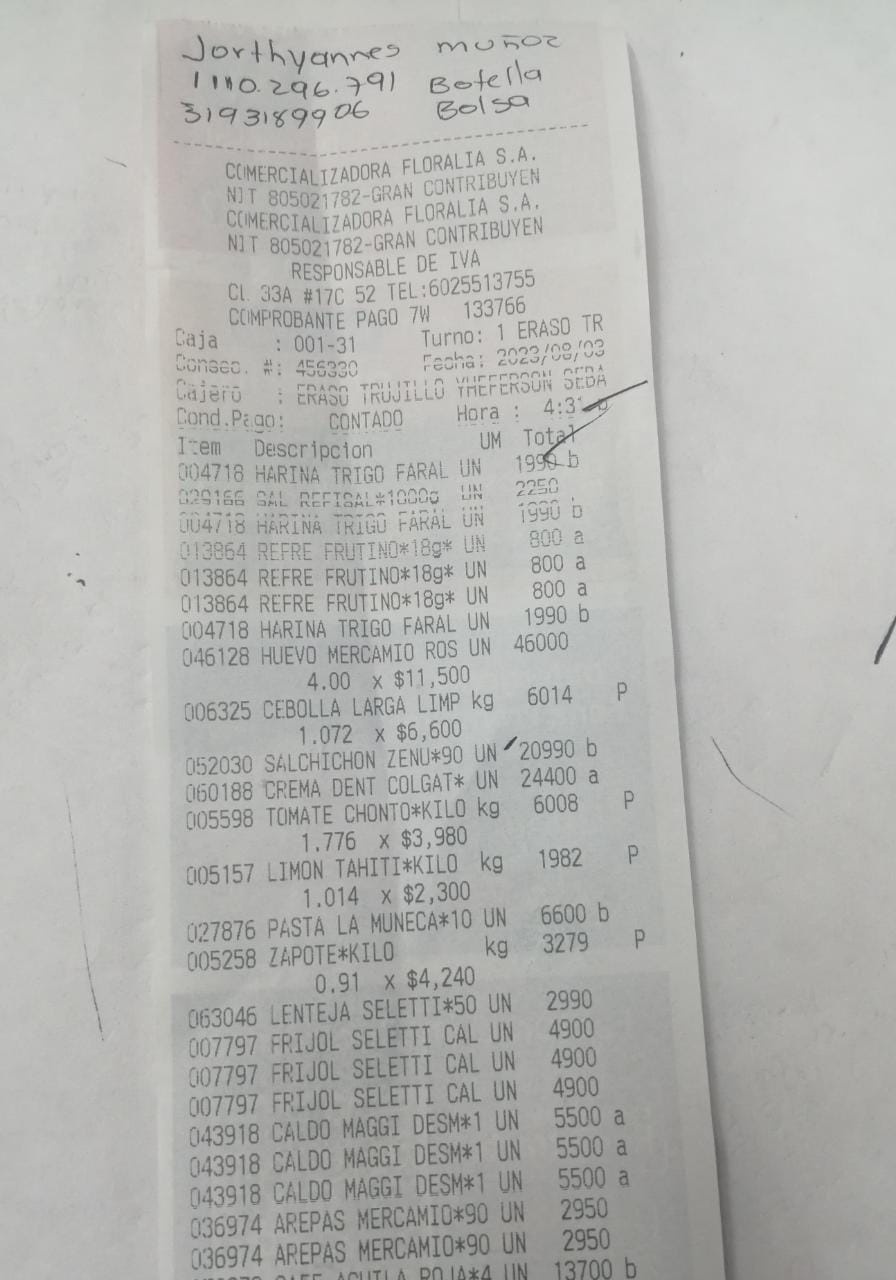 Jorthyannes muñoz
1110.296.791 Botella
3193189906 Bolsa
COMERCIALIZADORA FLORALIA S.A.
NIT 805021782-GRAN CONTRIBUYEN
COMERCIALIZADORA FLORALIA S.A.
NIT 805021782-GRAN CONTRIBUYEN
RESPONSABLE DE IVA
Cl. 33A #17C 52 TEL:6025513755
COMPROBANTE PAGO 7W 133766
Caja : 001-31 Turno: 1 ERASO TR
Consec. #: 456330 Fecha: 2023/08/03
Cajero : ERASO TRUJILLO YHEFERSON SEBA
Cond.Pago: CONTADO Hora : 4:31
Item Descripcion UM Total
004718 HARINA TRIGO FARAL UN 1990 b
029166 SAL REFISAL*1000g UN 2250
004718 HARINA TRIGO FARAL UN 1990 b
013864 REFRE FRUTINO*18g* UN 800 a
013864 REFRE FRUTINO*18g* UN 800 a
013864 REFRE FRUTINO*18g* UN 800 a
004718 HARINA TRIGO FARAL UN 1990 b
046128 HUEVO MERCAMIO ROS UN 46000
4.00 x $11,500
006325 CEBOLLA LARGA LIMP kg 6014 P
1.072 x $6,600
052030 SALCHICHON ZENU*90 UN 20990 b
060188 CREMA DENT COLGAT* UN 24400 a
005598 TOMATE CHONTO*KILO kg 6008 P
1.776 x $3,980
005157 LIMON TAHITI*KILO kg 1982 P
1.014 x $2,300
027876 PASTA LA MUNECA*10 UN 6600 b
005258 ZAPOTE*KILO kg 3279 P
0.91 x $4,240
063046 LENTEJA SELETTI*50 UN 2990
007797 FRIJOL SELETTI CAL UN 4900
007797 FRIJOL SELETTI CAL UN 4900
007797 FRIJOL SELETTI CAL UN 4900
043918 CALDO MAGGI DESM*1 UN 5500 a
043918 CALDO MAGGI DESM*1 UN 5500 a
043918 CALDO MAGGI DESM*1 UN 5500 a
036974 AREPAS MERCAMIO*90 UN 2950
036974 AREPAS MERCAMIO*90 UN 2950
CAFE AGUILA ROJA*4 UN 13700 b